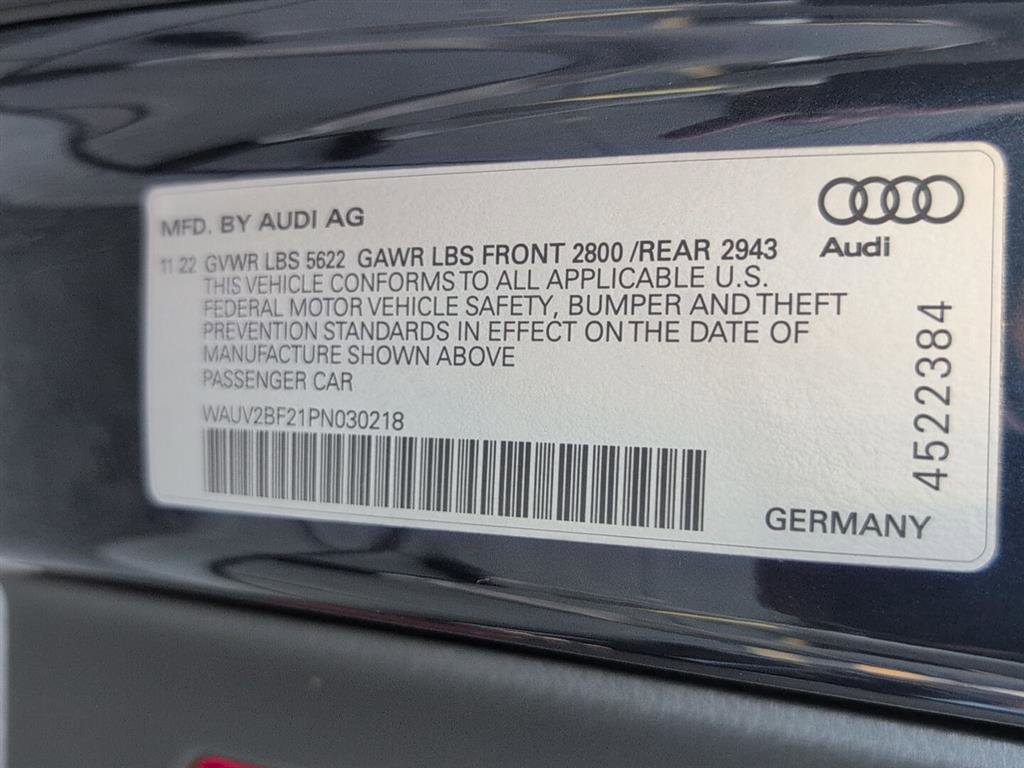 MFD. BY AUDI AG
Audi
11 22 GVWR LBS 5622 GAWR LBS FRONT 2800 /REAR 2943
THIS VEHICLE CONFORMS TO ALL APPLICABLE U.S.
FEDERAL MOTOR VEHICLE SAFETY, BUMPER AND THEFT
PREVENTION STANDARDS IN EFFECT ON THE DATE OF
MANUFACTURE SHOWN ABOVE
PASSENGER CAR
WAUV2BF21PN030218
4522384
GERMANY